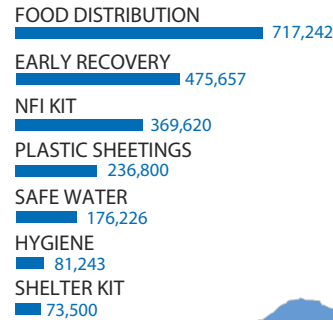 FOOD DISTRIBUTION
717,242
EARLY RECOVERY
475,657
NFI KIT
369,620
PLASTIC SHEETINGS
236,800
SAFE WATER
176,226
HYGIENE
81,243
SHELTER KIT
73,500